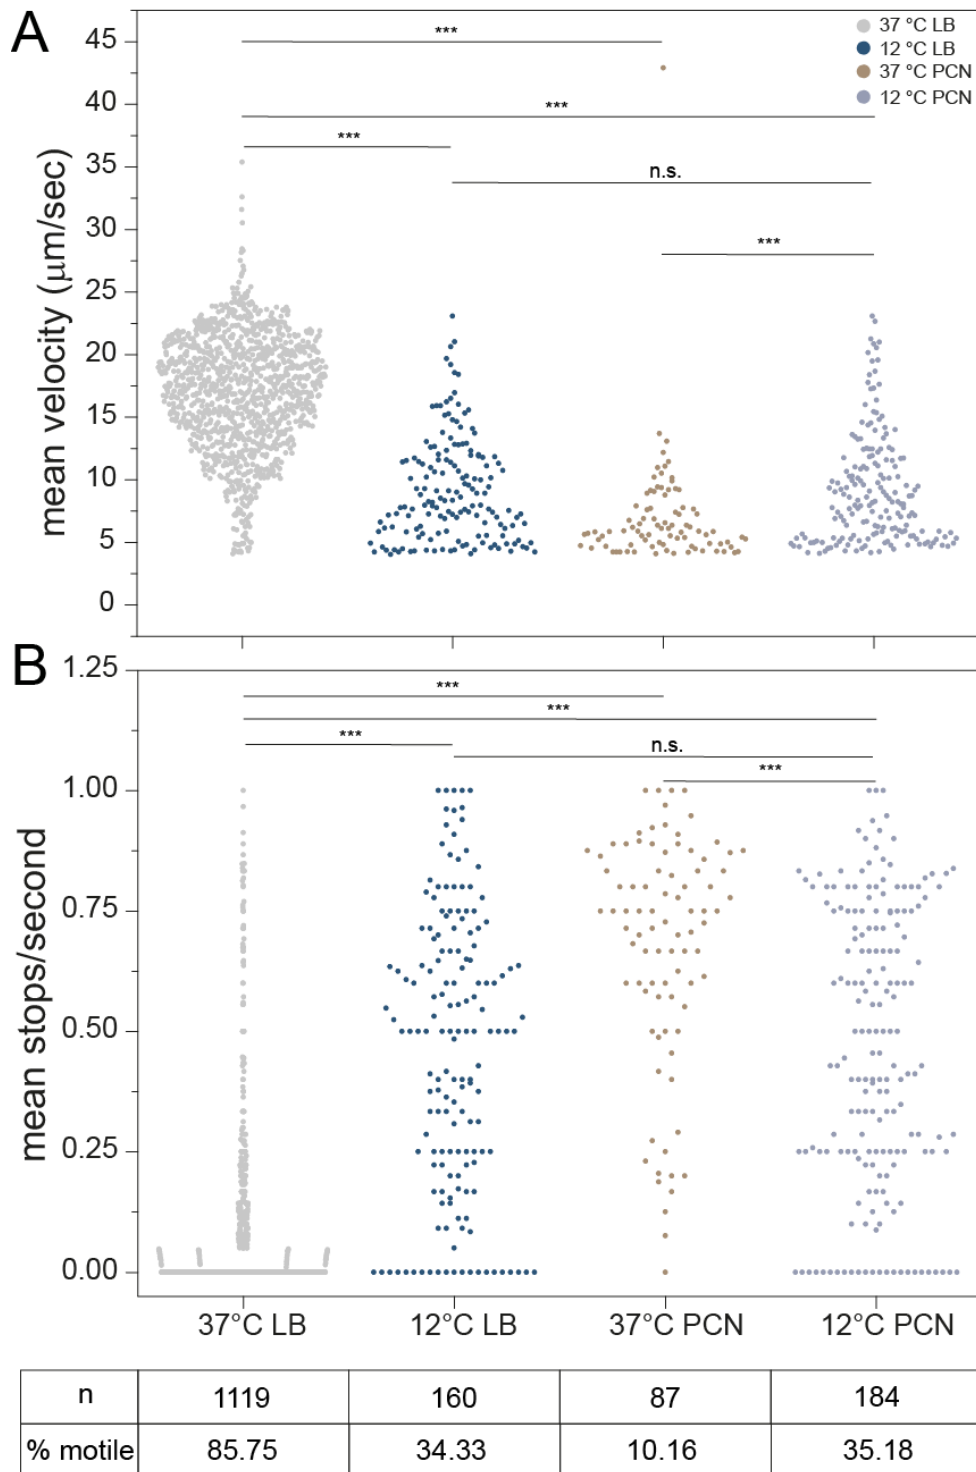 A
37 °C LB
12 °C LB
37 °C PCN
12 °C PCN
mean velocity (µm/sec)
45
40
35
30
25
20
15
10
5
0
***
***
***
n.s.
***
B
mean stops/second
1.25
1.00
0.75
0.50
0.25
0.00
***
***
***
n.s.
***
37°C LB 12°C LB 37°C PCN 12°C PCN
n 1119 160 87 184
% motile 85.75 34.33 10.16 35.18